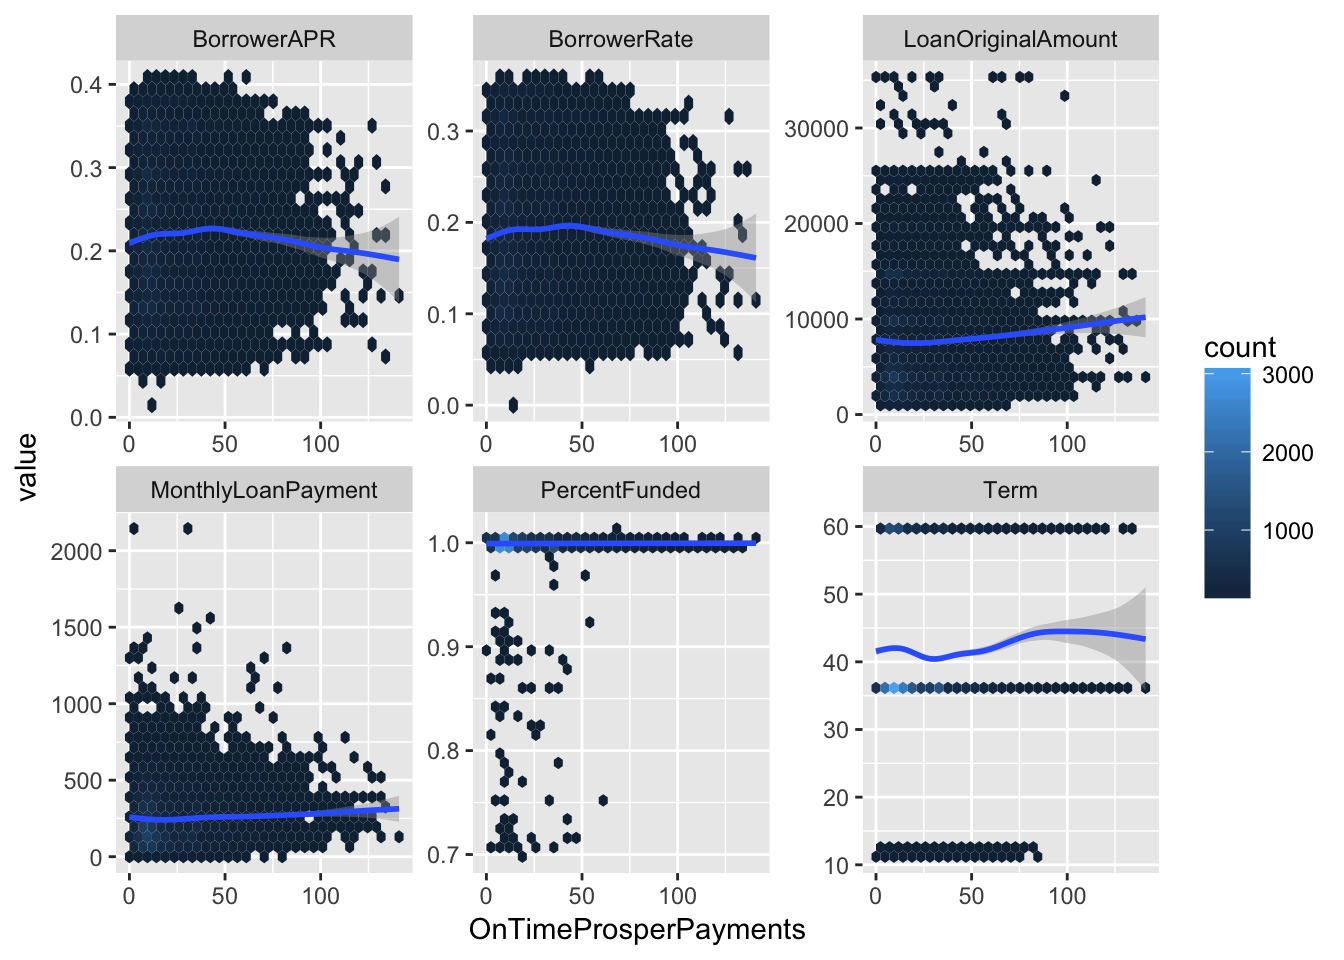 BorrowerAPR
BorrowerRate
LoanOriginalAmount
0.4
0.3
0.2
0.1
0.0
0 50 100
0.3
0.2
0.1
0.0
0 50 100
30000
20000
10000
0
0 50 100
MonthlyLoanPayment
PercentFunded
Term
2000
1500
1000
500
0
0 50 100
1.0
0.9
0.8
0.7
0 50 100
60
50
40
30
20
10
0 50 100
value
OnTimeProsperPayments
count
3000
2000
1000